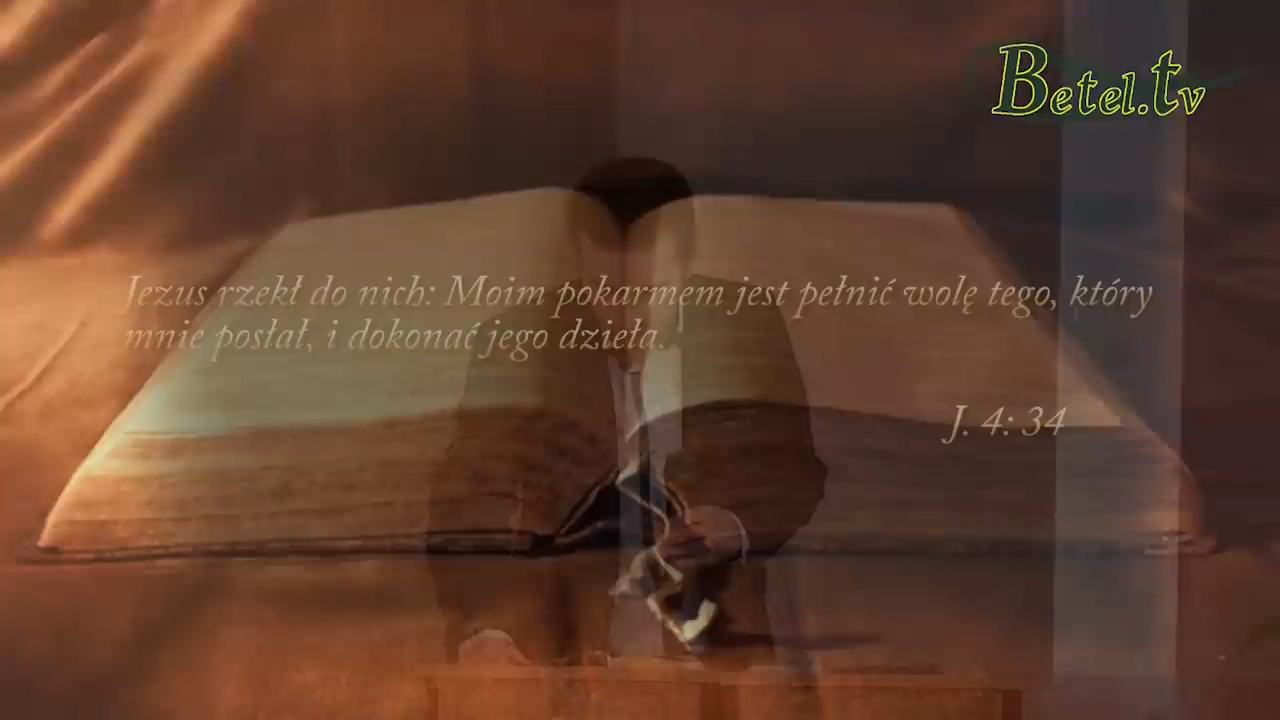 Betel.tv
Jezus rzekł do nich: Moim pokarmem jest pełnić wolę tego, który
mnie posłał, i dokonać jego dzieła.
J. 4: 34